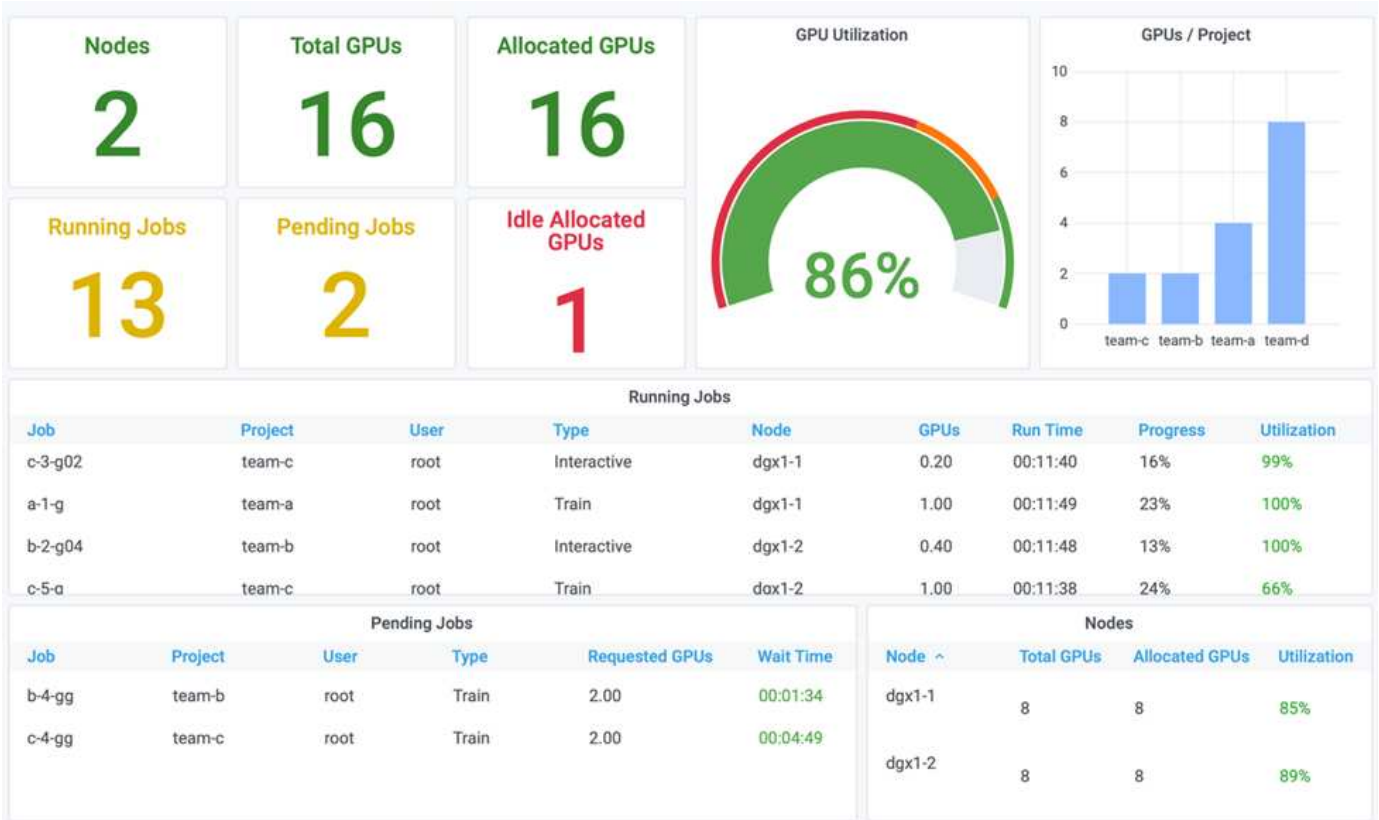 Nodes
2
Total GPUs
16
Allocated GPUs
16
Running Jobs
13
Pending Jobs
2
Idle Allocated
GPUs
1
GPU Utilization
86%
GPUs / Project
10
8
6
4
2
0
team-c team-b team-a team-d
Running Jobs
Job Project User Type Node GPUs Run Time Progress Utilization
c-3-g02 team-c root Interactive dgx1-1 0.20 00:11:40 16% 99%
a-1-g team-a root Train dgx1-1 1.00 00:11:49 23% 100%
b-2-g04 team-b root Interactive dgx1-2 0.40 00:11:48 13% 100%
c-5-g team-c root Train dgx1-2 1.00 00:11:38 24% 66%
Pending Jobs
Job Project User Type Requested GPUs Wait Time
b-4-gg team-b root Train 2.00 00:01:34
c-4-gg team-c root Train 2.00 00:04:49
Nodes
Node Total GPUs Allocated GPUs Utilization
dgx1-1 8 8 85%
dgx1-2 8 8 89%